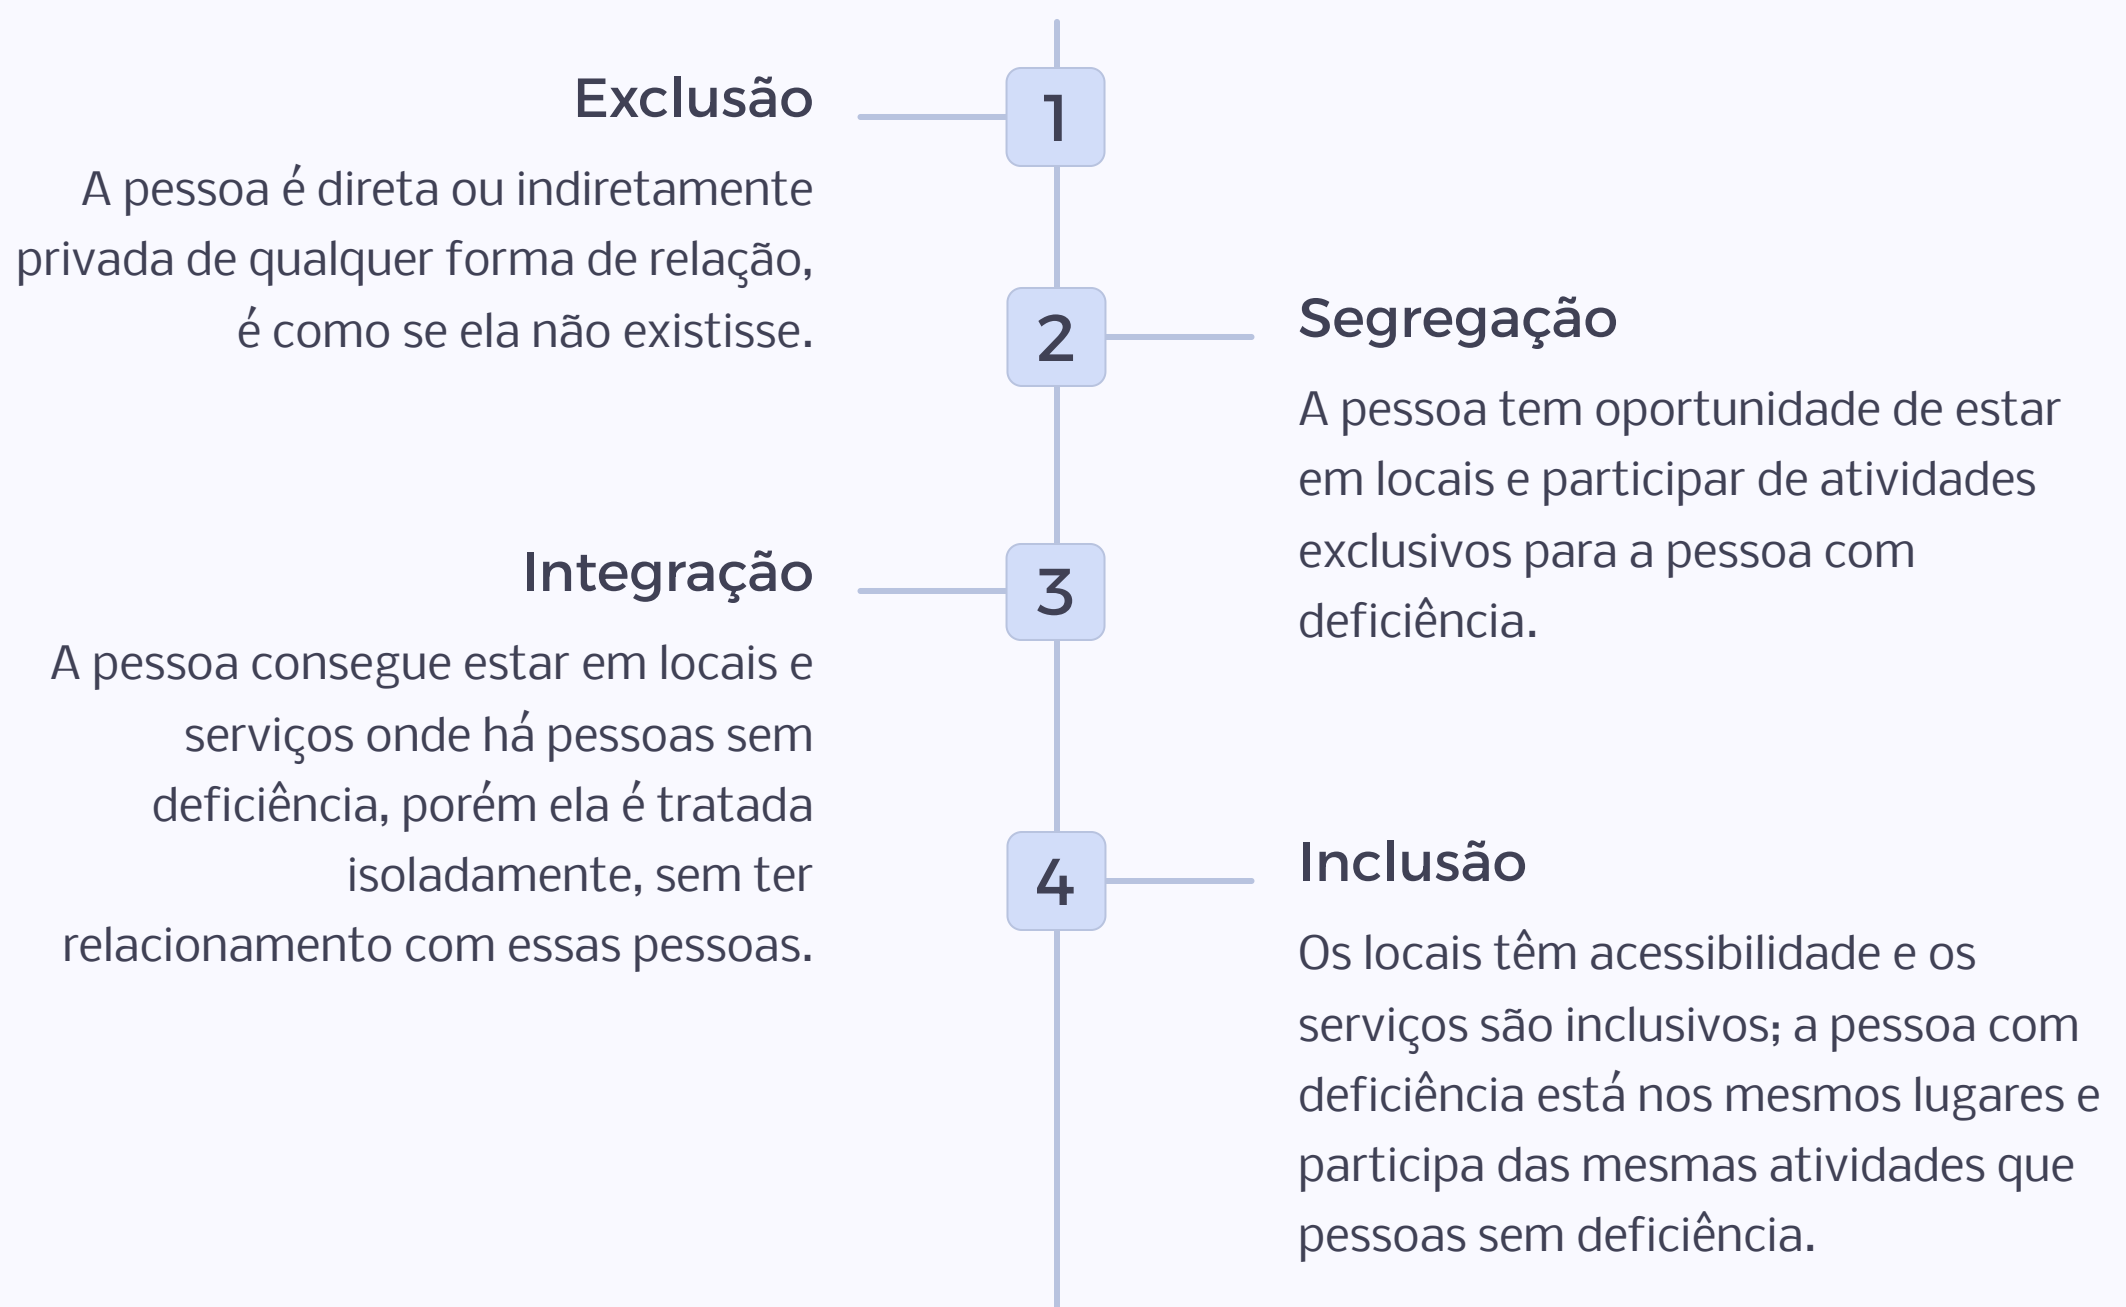 Exclusão
1
A pessoa é direta ou indiretamente
privada de qualquer forma de relação,
é como se ela não existisse.
2
Segregação
A pessoa tem oportunidade de estar
em locais e participar de atividades
exclusivos para a pessoa com
deficiência.
Integração
3
A pessoa consegue estar em locais e
serviços onde há pessoas sem
deficiência, porém ela é tratada
isoladamente, sem ter
relacionamento com essas pessoas.
4
Inclusão
Os locais têm acessibilidade e os
serviços são inclusivos; a pessoa com
deficiência está nos mesmos lugares e
participa das mesmas atividades que
pessoas sem deficiência.